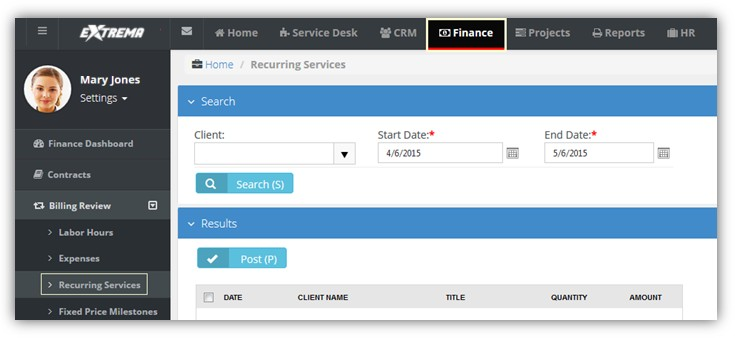 EXTREMA Home Service Desk CRM Finance Projects Reports HR
Mary Jones
Settings
Home / Recurring Services
Search
Client: Start Date:* End Date:*
4/6/2015 5/6/2015
Search (S)
Finance Dashboard
Contracts
Billing Review
Labor Hours
Expenses
Recurring Services
Fixed Price Milestones
Results
Post (P)
DATE CLIENT NAME TITLE QUANTITY AMOUNT